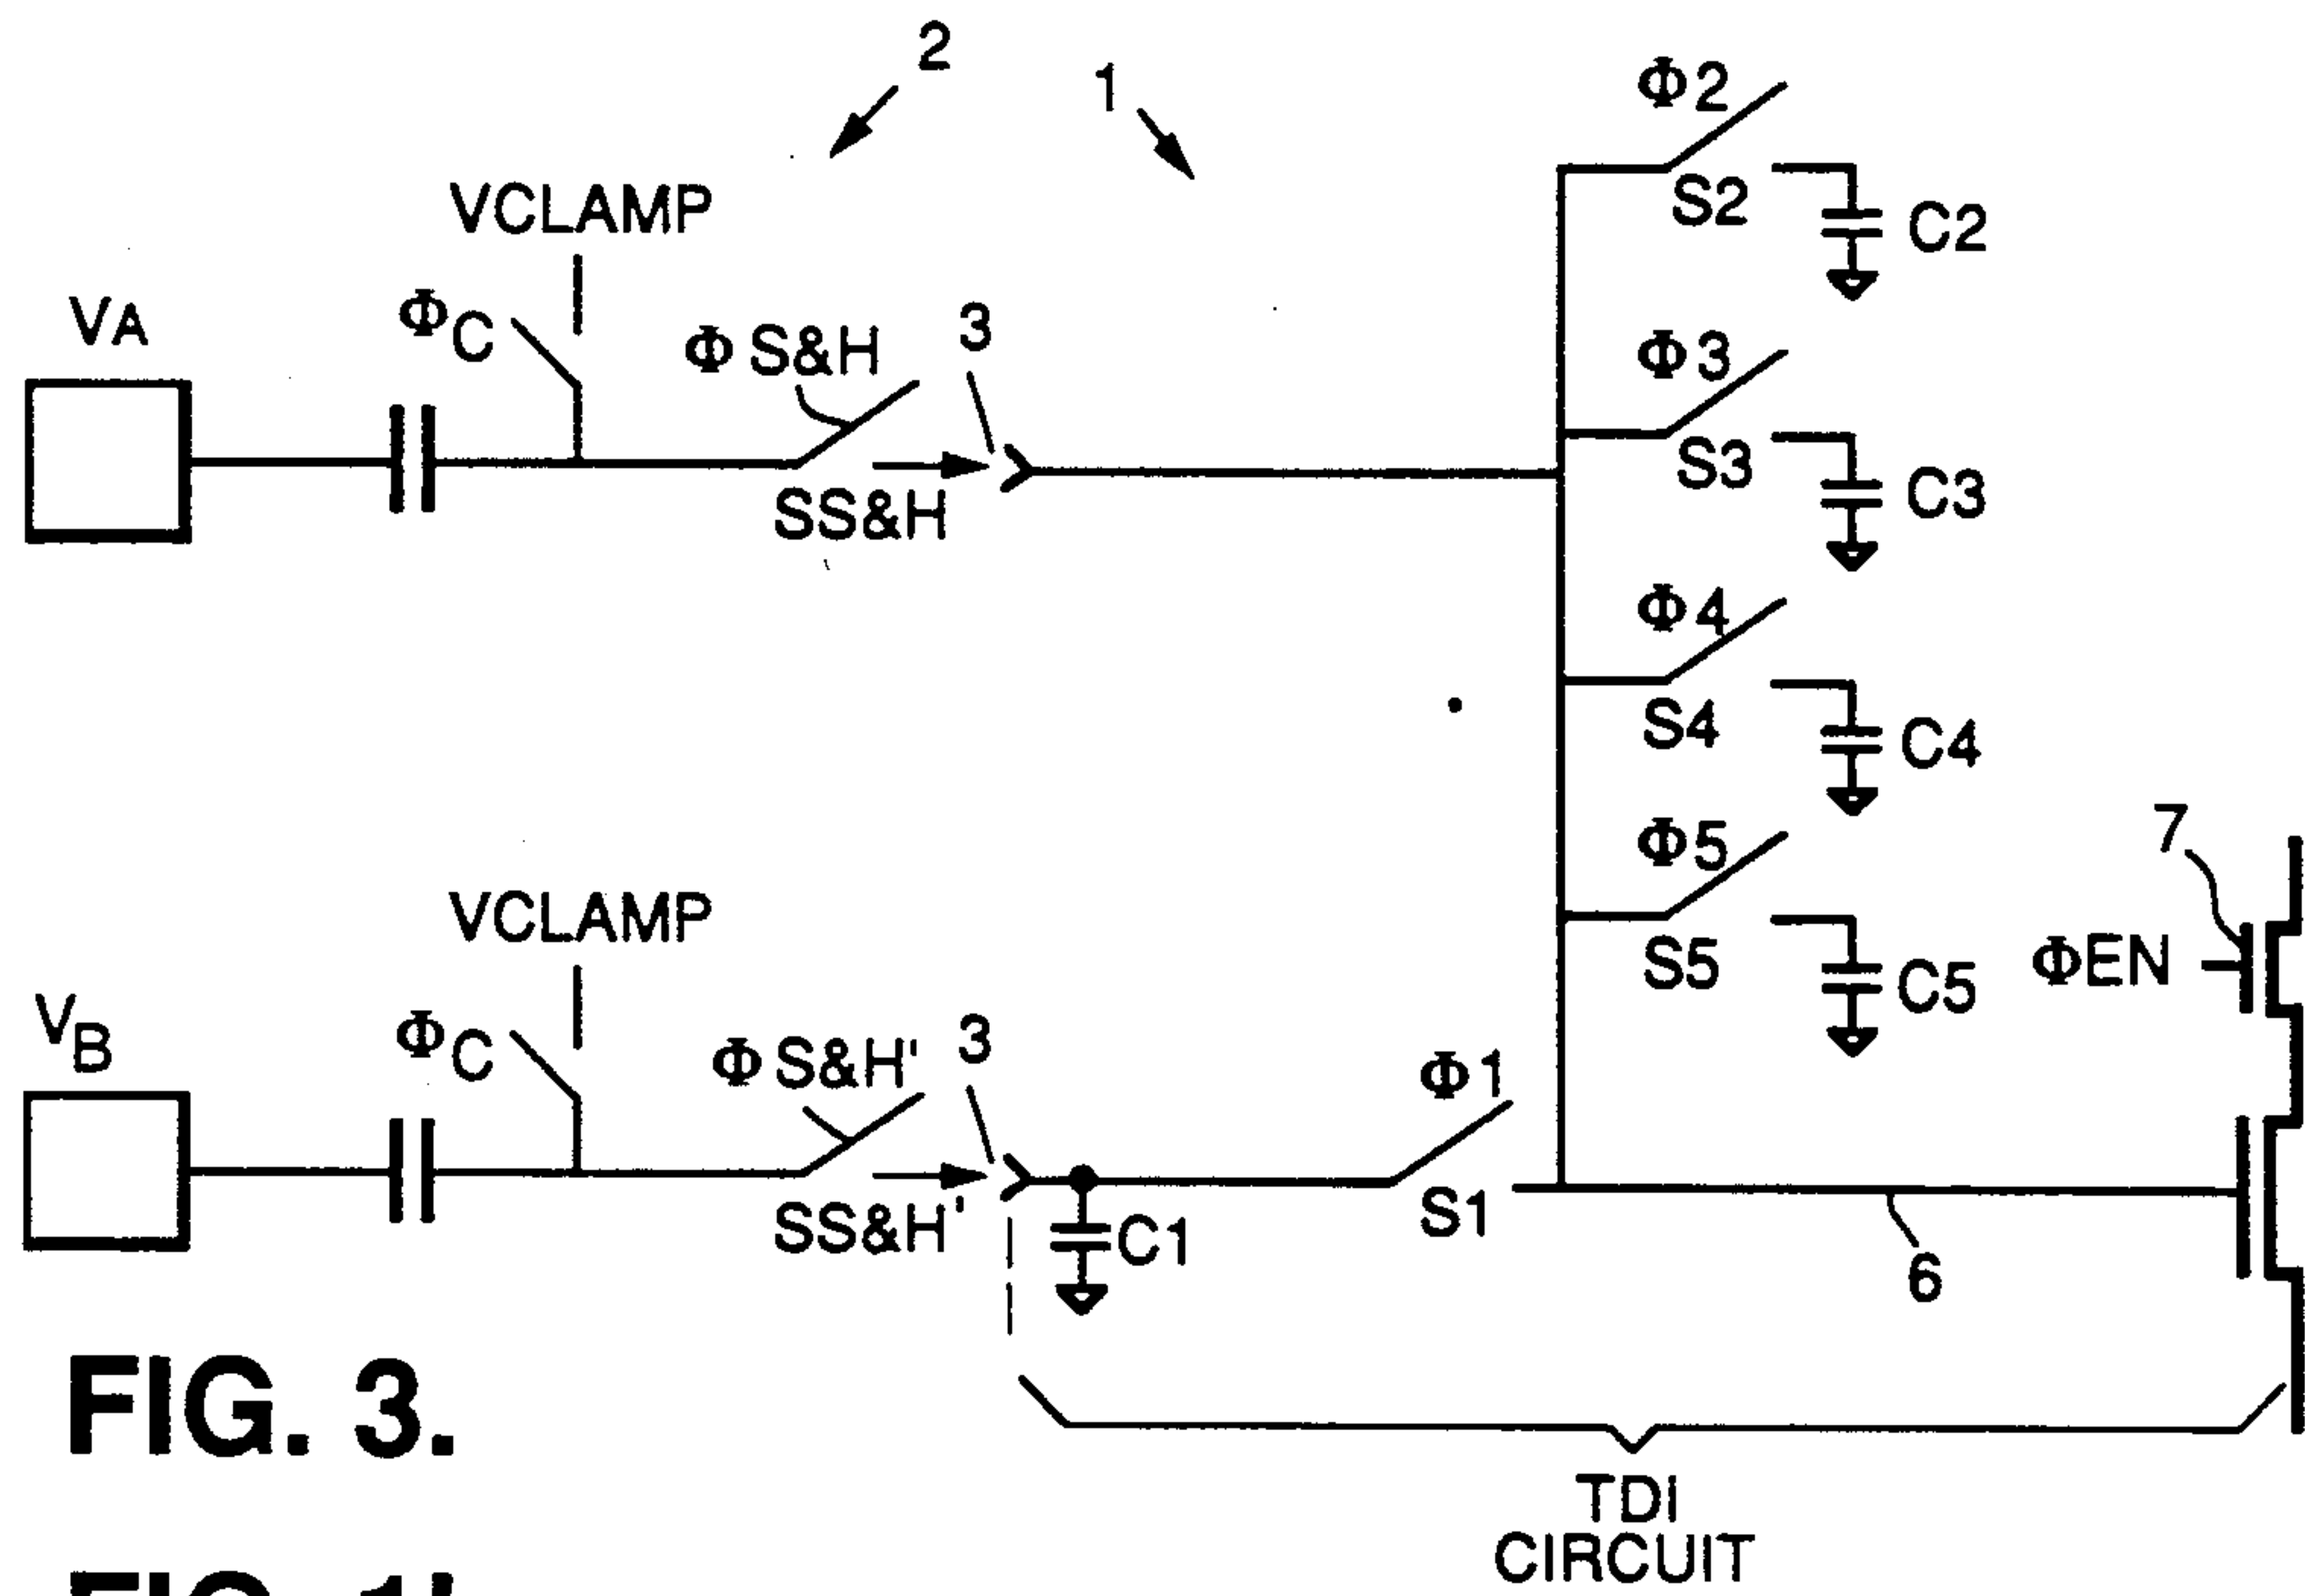 2
1
Φ2
S2
C2
VCLAMP
VA
ΦC
ΦS&H
3
SS&H
Φ3
S3
C3
Φ4
S4
C4
Φ5
S5
C5
7
ΦEN
VCLAMP
VB
ΦC
ΦS&H'
3
SS&H'
C1
Φ1
S1
6
FIG. 3.
TDi
CIRCUIT